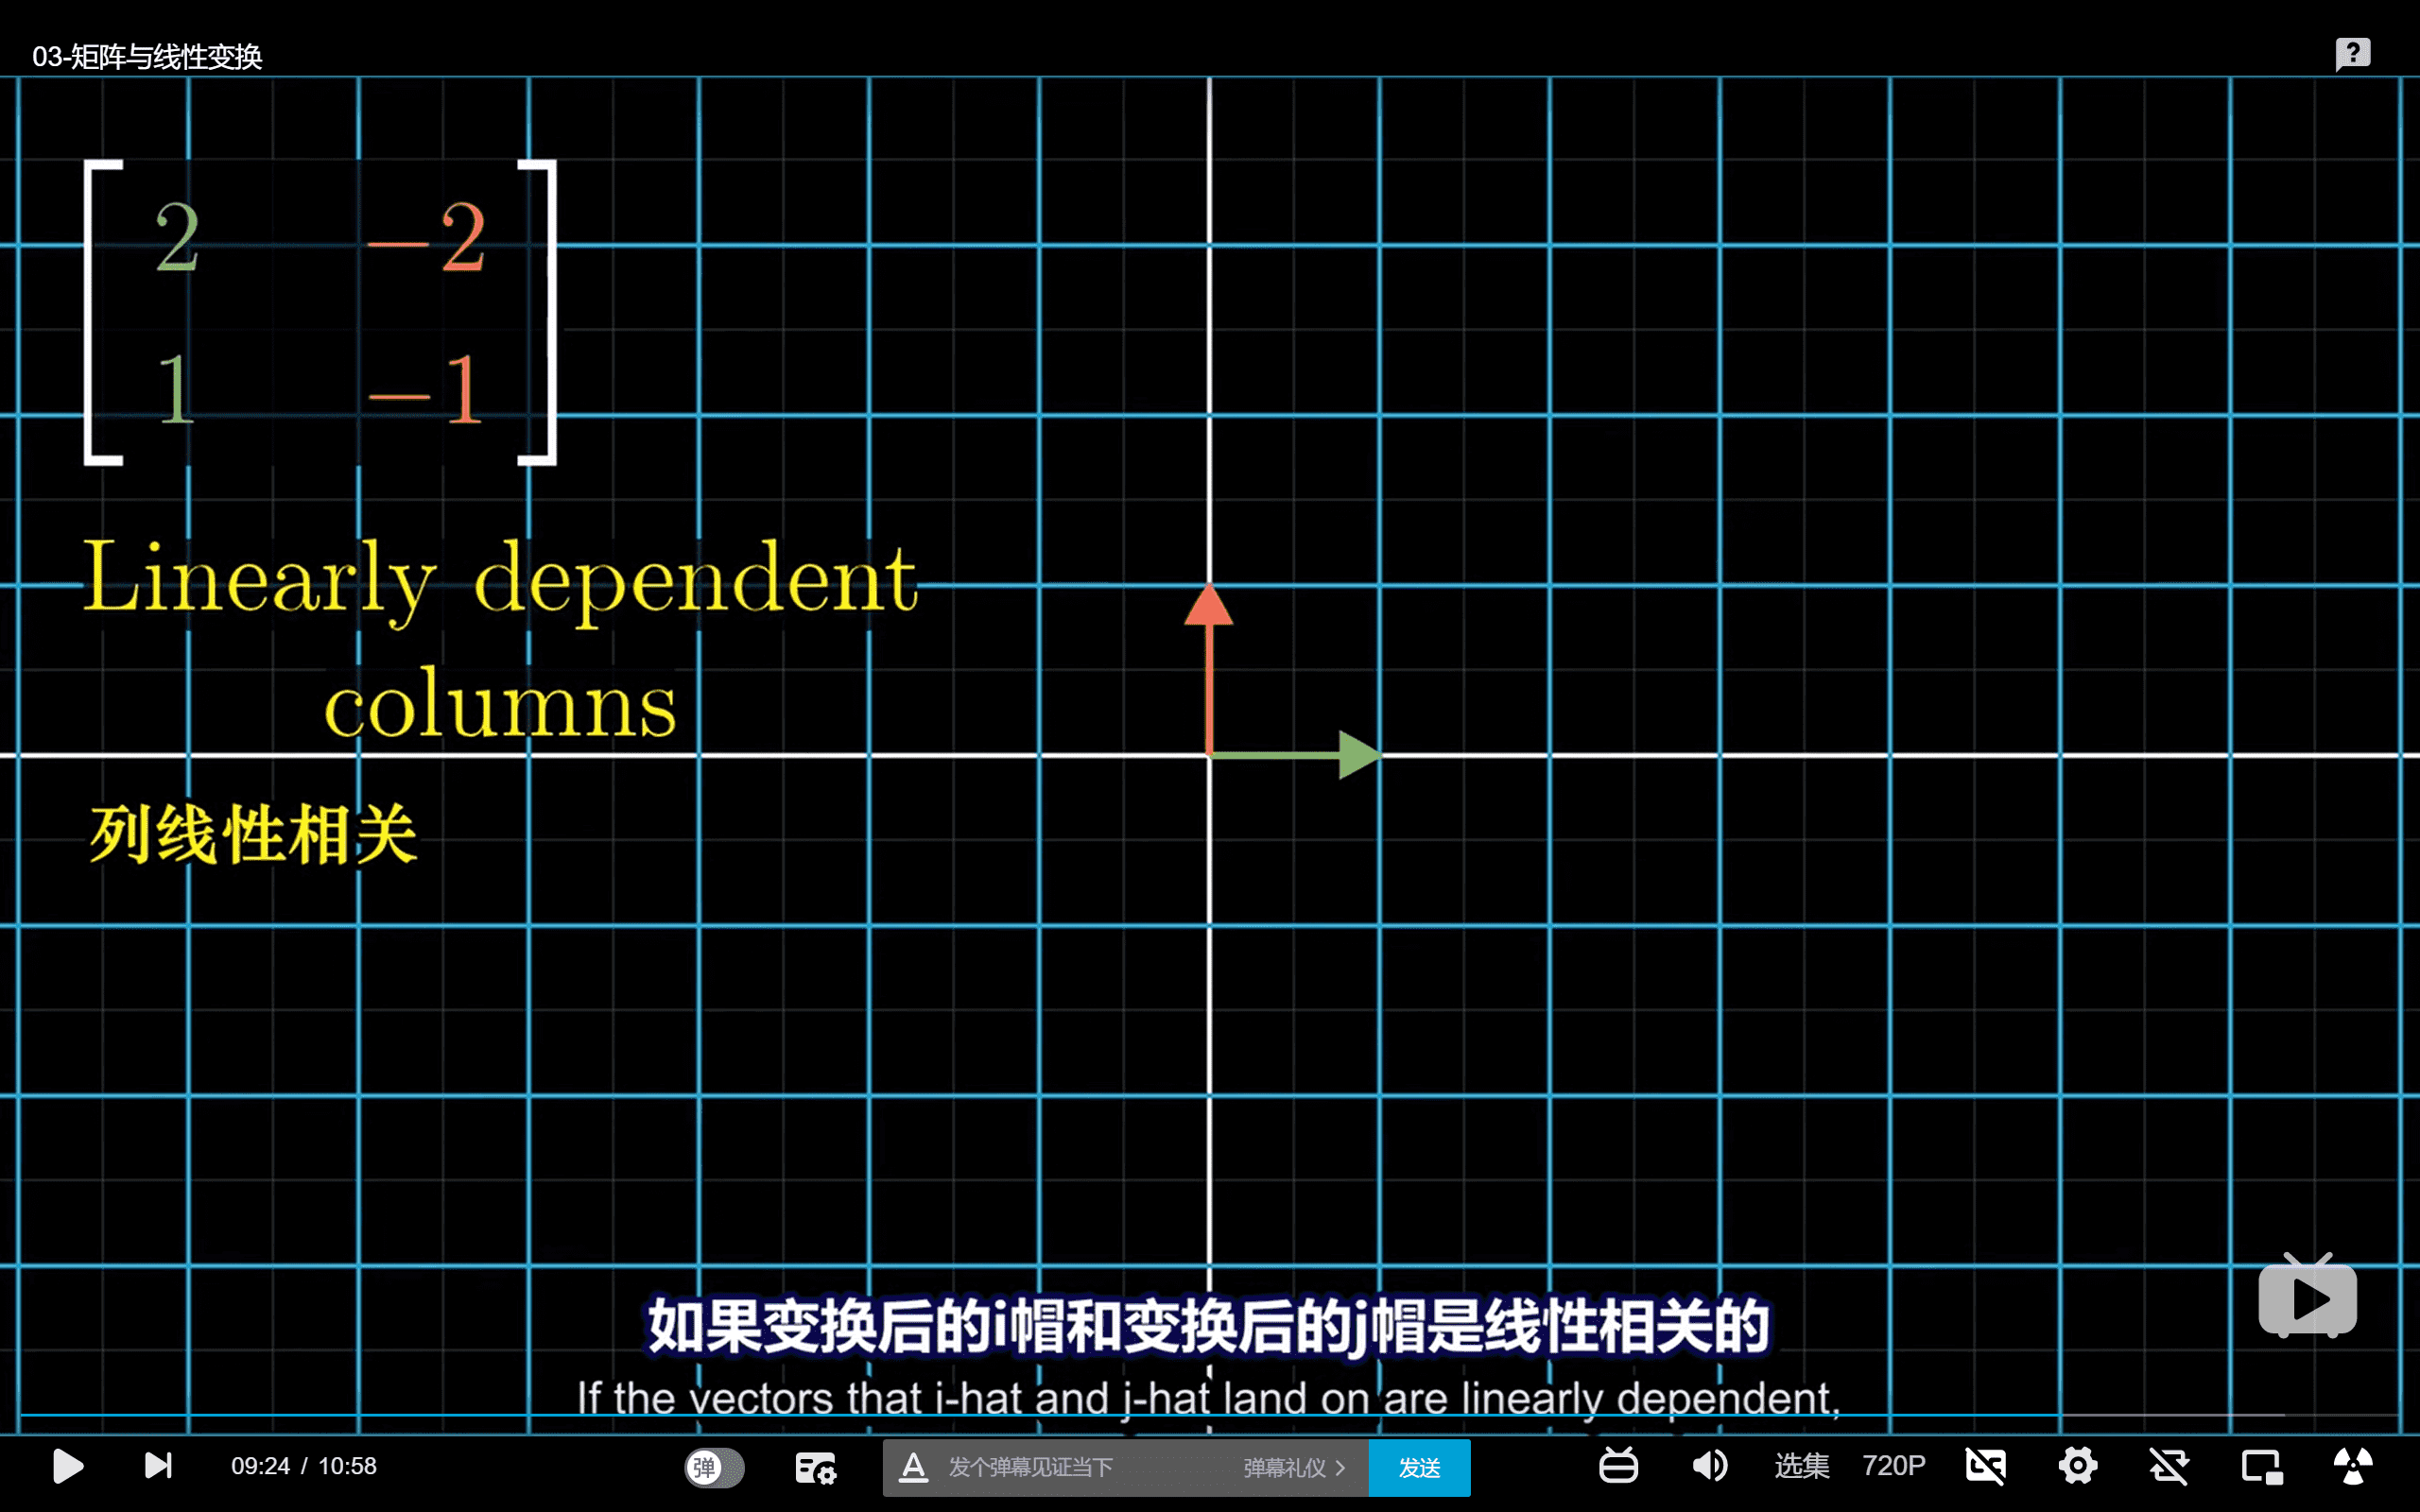 03-矩阵与线性变换
2 −2
1 −1
Linearly dependent
columns
列线性相关
如果变换后的i帽和变换后的j帽是线性相关的
If the vectors that i-hat and j-hat land on are linearly dependent,
09:24 / 10:58
弹
发个弹幕见证当下
弹幕礼仪 >
发送
选集
720P